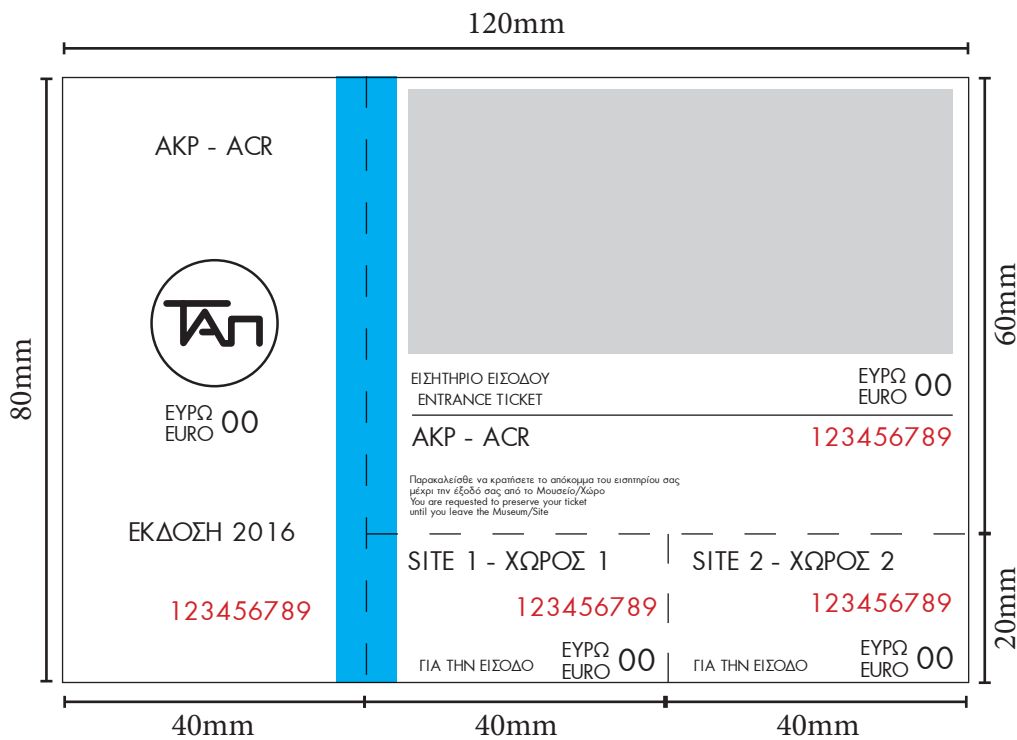 120mm
80mm
60mm
20mm
ΑΚΡ - ACR
ΤΑΠ
ΕΥΡΩ 00
EURO
ΕΚΔΟΣΗ 2016
123456789
ΕΙΣΗΤΗΡΙΟ ΕΙΣΟΔΟΥ
ENTRANCE TICKET
ΕΥΡΩ 00
EURO
ΑΚΡ - ACR
123456789
Παρακαλείσθε να κρατήσετε το απόκομμα του εισητηρίου σας
μέχρι την έξοδό σας από το Μουσείο/Χώρο
You are requested to preserve your ticket
until you leave the Museum/Site
SITE 1 - ΧΩΡΟΣ 1
123456789
ΓΙΑ ΤΗΝ ΕΙΣΟΔΟ
ΕΥΡΩ 00
EURO
SITE 2 - ΧΩΡΟΣ 2
123456789
ΓΙΑ ΤΗΝ ΕΙΣΟΔΟ
ΕΥΡΩ 00
EURO
40mm
40mm
40mm